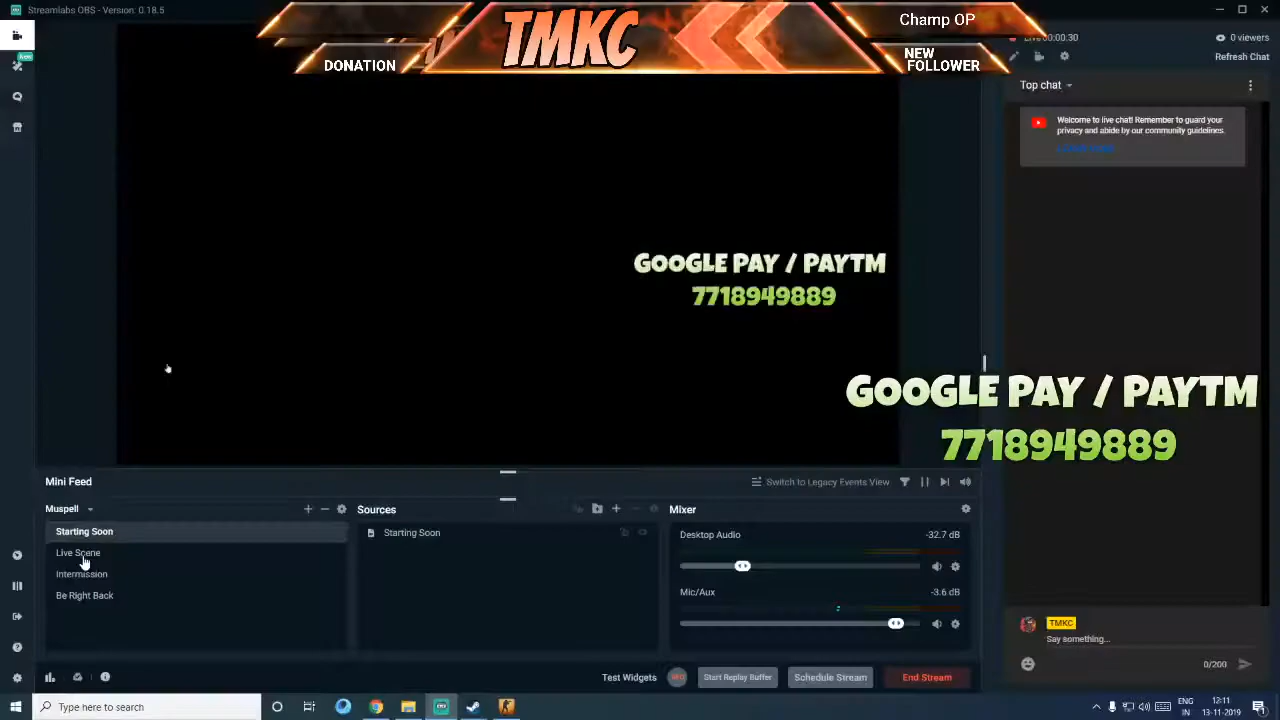 Streamlabs OBS - Version: 0.18.5
TMKC
Champ OP
DONATION
NEW
FOLLOWER
Live 00:00:30
0 viewers
New
Refresh Chat
Top chat
Welcome to live chat! Remember to guard your
privacy and abide by our community guidelines.
LEARN MORE
GOOGLE PAY / PAYTM
7718949889
GOOGLE PAY / PAYTM
7718949889
Mini Feed
Switch to Legacy Events View
Muspell
Sources
Mixer
Starting Soon
Live Scene
Intermission
Be Right Back
Starting Soon
Desktop Audio
-32.7 dB
Mic/Aux
-3.6 dB
TMKC
Say something...
0/200
Test Widgets
REC
Start Replay Buffer
Schedule Stream
End Stream
Type here to search
ENG
IN
12:11
13-11-2019